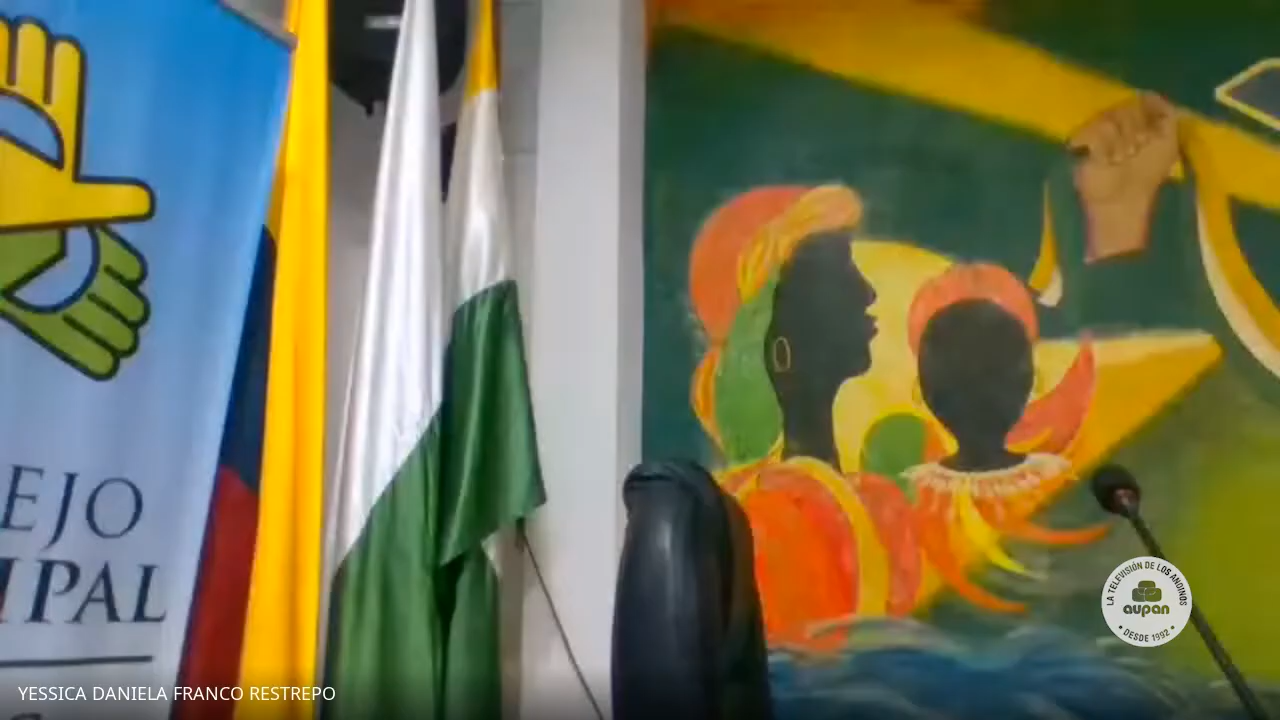 EJO
IPAL
LA TELEVISIÓN DE LOS ANDINOS
aupan
• DESDE 1992 •
YESSICA DANIELA FRANCO RESTREPO